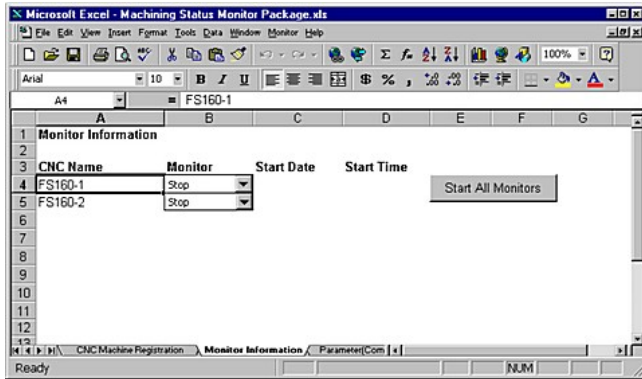 Microsoft Excel - Machining Status Monitor Package.xls
File Edit View Insert Format Tools Data Window Monitor Help
100%
Arial 10 B I U $ % ,
A4 = FS160-1
A B C D E F G
1 Monitor Information
2
3 CNC Name Monitor Start Date Start Time
4 FS160-1 Stop Start All Monitors
5 FS160-2 Stop
6
7
8
9
10
11
12
13
CNC Machine Registration Monitor Information Parameter(Com
Ready NUM